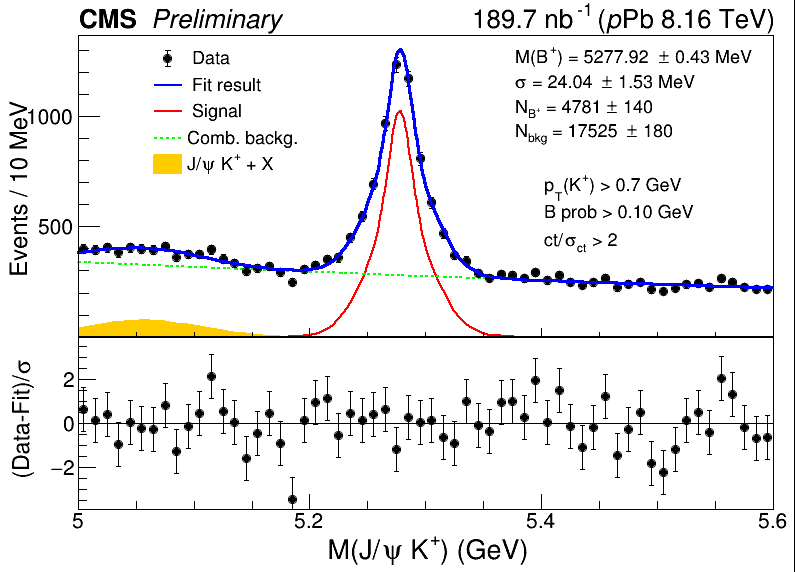 CMS Preliminary 189.7 nb⁻¹ (pPb 8.16 TeV)
Data
Fit result
Signal
Comb. backg.
J/ψ K⁺ + X
M(B⁺) = 5277.92 ± 0.43 MeV
σ = 24.04 ± 1.53 MeV
N_B⁺ = 4781 ± 140
N_bkg = 17525 ± 180
p_T(K⁺) > 0.7 GeV
B prob > 0.10 GeV
ct/σ_ct > 2
Events / 10 MeV
1000
500
(Data-Fit)/σ
2
0
−2
5 5.2 5.4 5.6
M(J/ψ K⁺) (GeV)